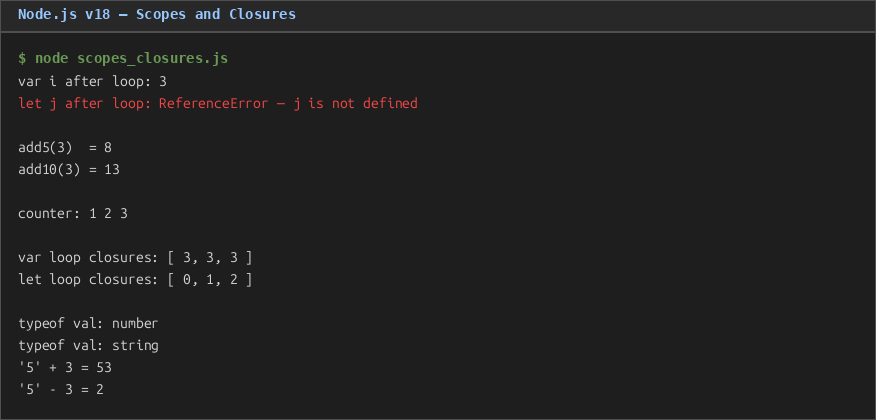 Node.js v18 — Scopes and Closures
$ node scopes_closures.js
var i after loop: 3
let j after loop: ReferenceError — j is not defined
add5(3)  = 8
add10(3) = 13
counter: 1 2 3
var loop closures: [ 3, 3, 3 ]
let loop closures: [ 0, 1, 2 ]
typeof val: number
typeof val: string
'5' + 3 = 53
'5' - 3 = 2